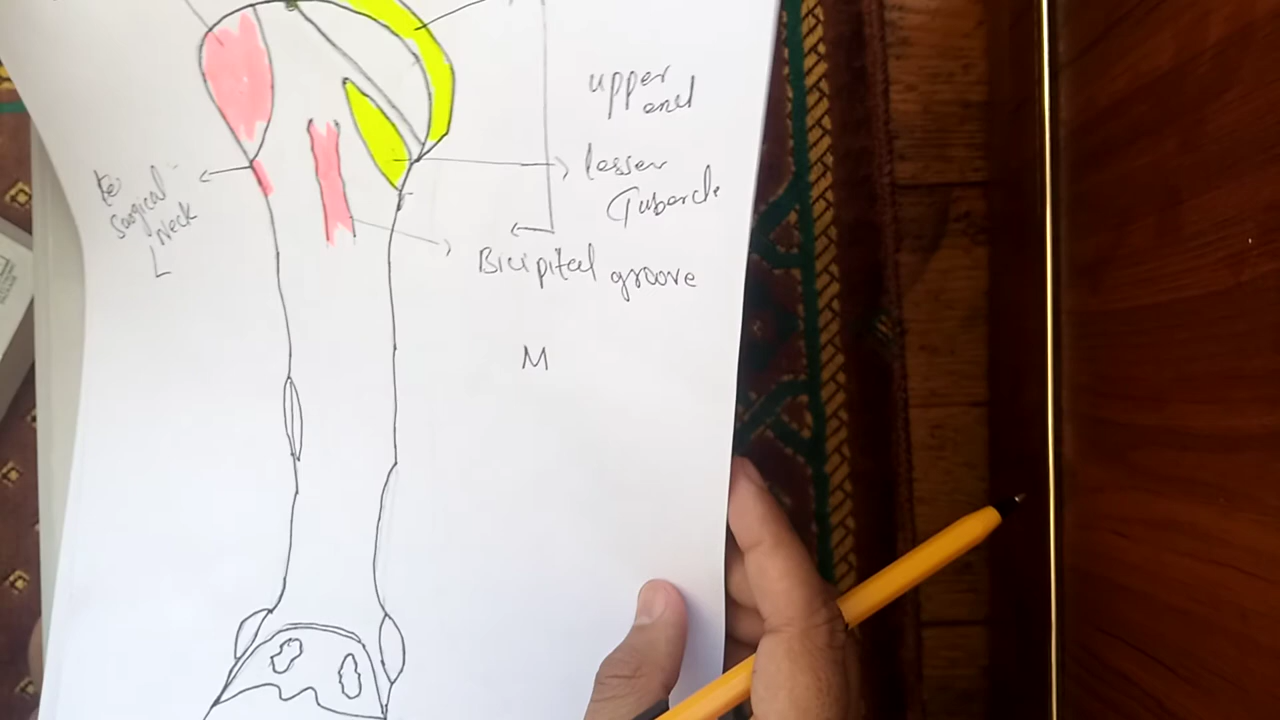 upper
end
lesser
Tubercle
Surgical
Neck
Bicipital groove
M